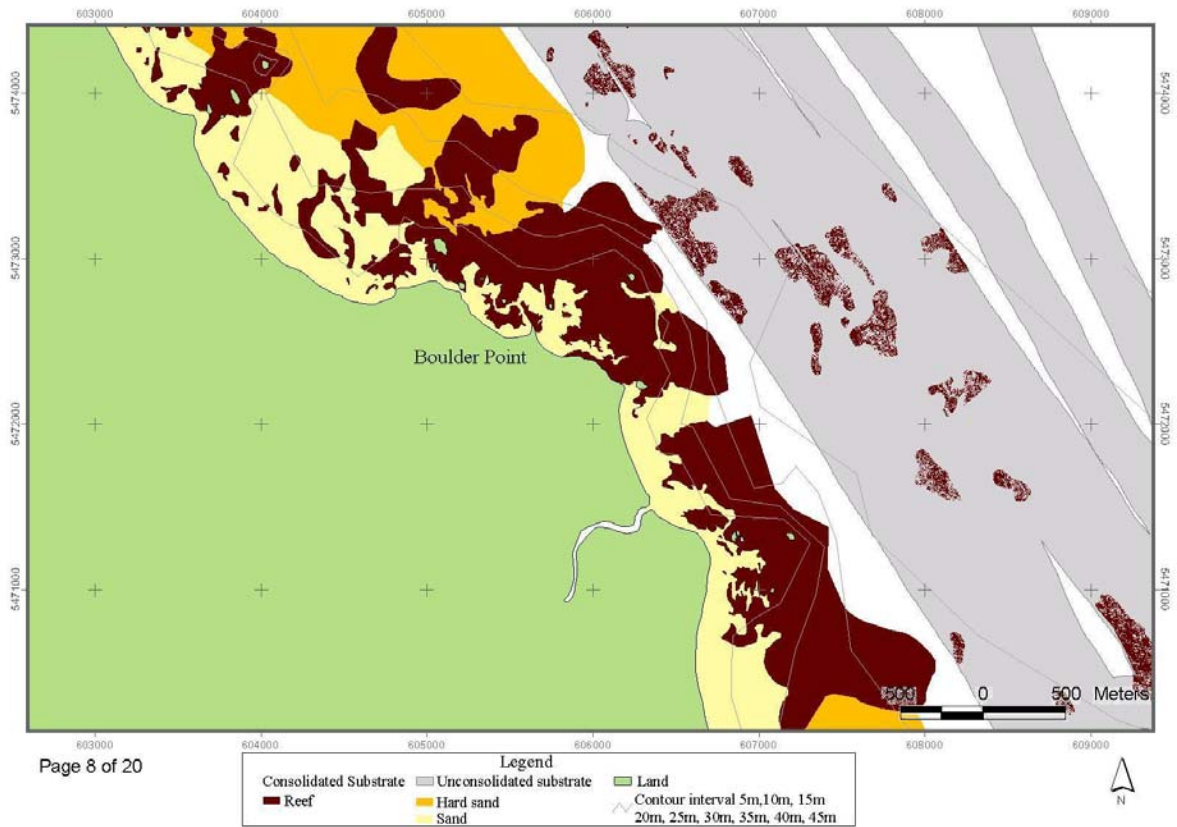 603000 604000 605000 606000 607000 608000 609000
5474000 5474000
5473000 5473000
Boulder Point
5472000 5472000
5471000 5471000
500 0 500 Meters
603000 604000 605000 606000 607000 608000 609000
Page 8 of 20
Legend
Consolidated Substrate Unconsolidated substrate Land
Reef Hard sand Contour interval 5m,10m, 15m
Sand 20m, 25m, 30m, 35m, 40m, 45m
N